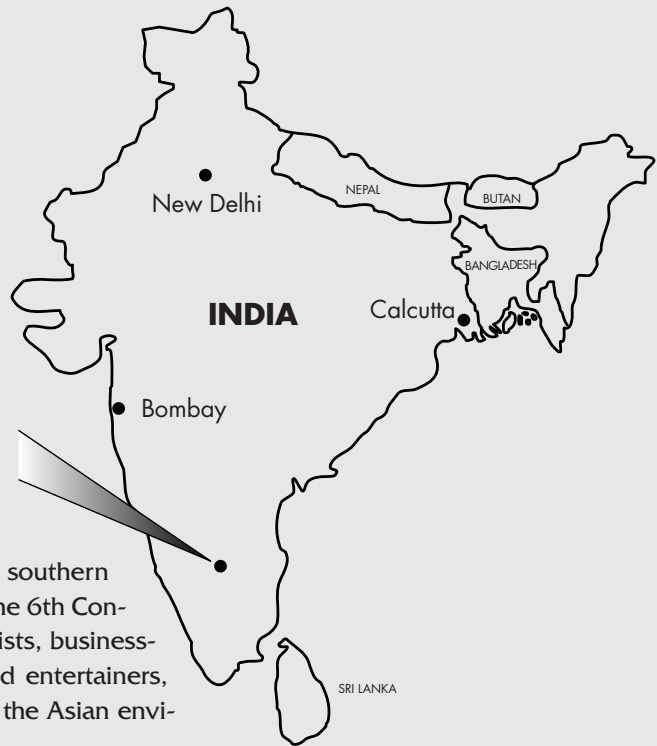 NEPAL
BUTAN
New Delhi
BANGLADESH
INDIA
Calcutta
Bombay
southern
he 6th Con-
ists, business-
d entertainers,
the Asian envi-
SRI LANKA